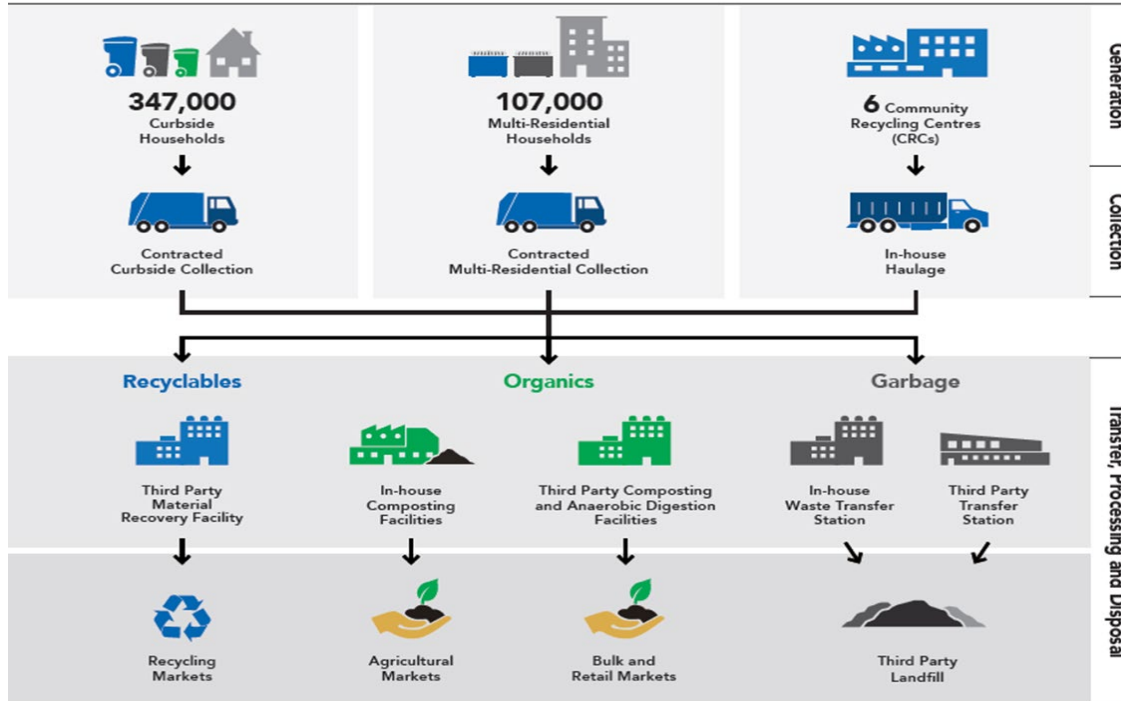 347,000
Curbside
Households
107,000
Multi-Residential
Households
6 Community
Recycling Centres
(CRCs)
Generation
Contracted
Curbside Collection
Contracted
Multi-Residential Collection
In-house
Haulage
Collection
Recyclables
Organics
Garbage
Third Party
Material
Recovery Facility
In-house
Composting
Facilities
Third Party Composting
and Anaerobic Digestion
Facilities
In-house
Waste Transfer
Station
Third Party
Transfer
Station
Recycling
Markets
Agricultural
Markets
Bulk and
Retail Markets
Third Party
Landfill
Transfer, Processing and Disposal